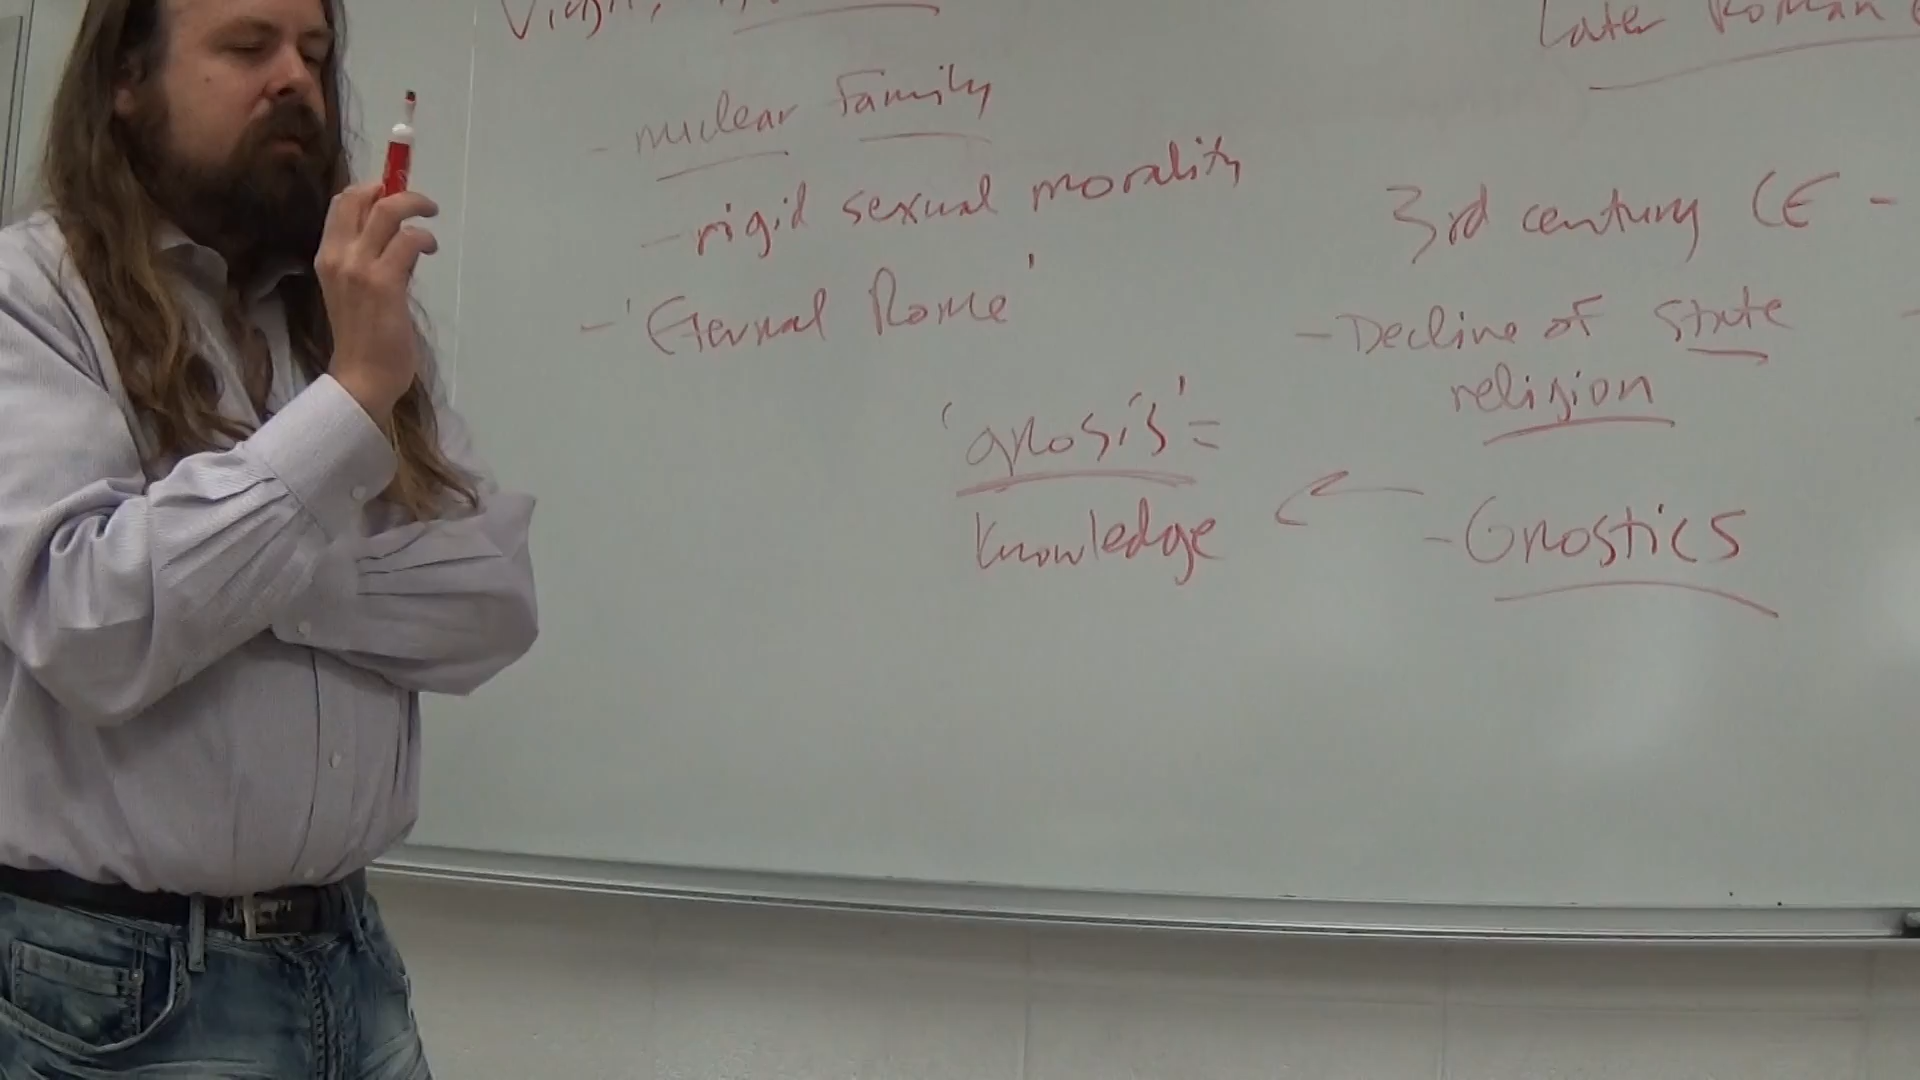 nuclear Family
- rigid sexual morality
- 'Eternal Rome'
'gnosis' =
knowledge
Later Roman
3rd century CE -
- Decline of state
religion
- Gnostics